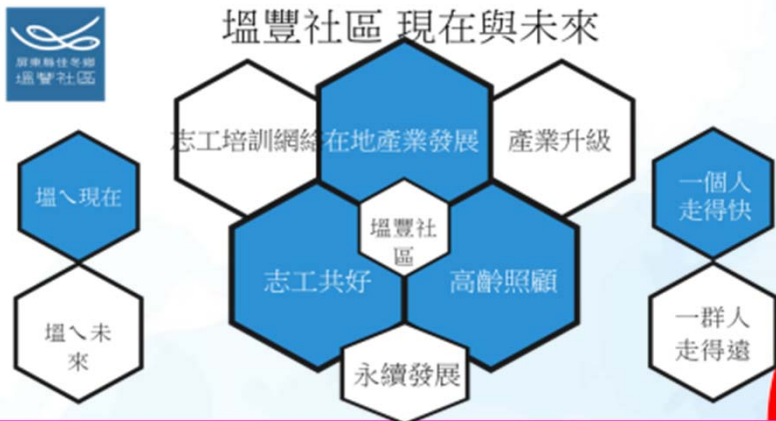 塭豐社區 現在與未來
屏東縣佳冬鄉
塭豐社區
志工培訓網絡
在地產業發展
產業升級
塭ㄟ現在
塭豐社
區
一個人
走得快
志工共好
高齡照顧
塭ㄟ未
來
永續發展
一群人
走得遠